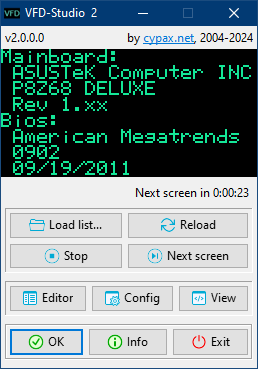 VFD VFD-Studio 2
v2.0.0.0 by cypax.net, 2004-2024
Mainboard:
ASUSTeK Computer INC
P8Z68 DELUXE
Rev 1.xx
Bios:
American Megatrends
0902
09/19/2011
Next screen in 0:00:23
Load list... Reload
Stop Next screen
Editor Config View
OK Info Exit